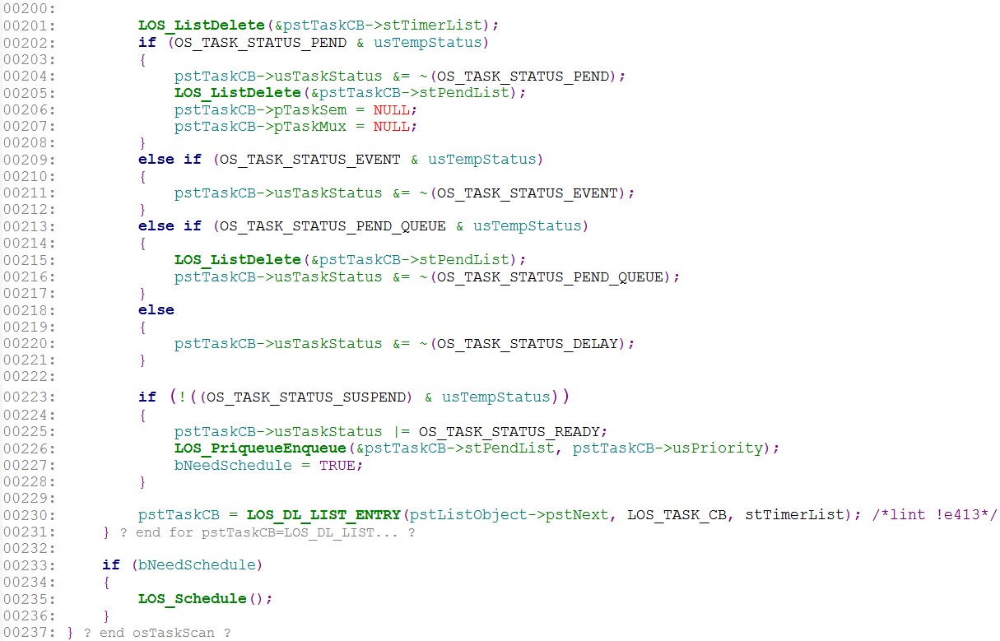 00200:
00201:         LOS_ListDelete(&pstTaskCB->stTimerList);
00202:         if (OS_TASK_STATUS_PEND & usTempStatus)
00203:         {
00204:             pstTaskCB->usTaskStatus &= ~(OS_TASK_STATUS_PEND);
00205:             LOS_ListDelete(&pstTaskCB->stPendList);
00206:             pstTaskCB->pTaskSem = NULL;
00207:             pstTaskCB->pTaskMux = NULL;
00208:         }
00209:         else if (OS_TASK_STATUS_EVENT & usTempStatus)
00210:         {
00211:             pstTaskCB->usTaskStatus &= ~(OS_TASK_STATUS_EVENT);
00212:         }
00213:         else if (OS_TASK_STATUS_PEND_QUEUE & usTempStatus)
00214:         {
00215:             LOS_ListDelete(&pstTaskCB->stPendList);
00216:             pstTaskCB->usTaskStatus &= ~(OS_TASK_STATUS_PEND_QUEUE);
00217:         }
00218:         else
00219:         {
00220:             pstTaskCB->usTaskStatus &= ~(OS_TASK_STATUS_DELAY);
00221:         }
00222:
00223:         if (!((OS_TASK_STATUS_SUSPEND) & usTempStatus))
00224:         {
00225:             pstTaskCB->usTaskStatus |= OS_TASK_STATUS_READY;
00226:             LOS_PriqueueEnqueue(&pstTaskCB->stPendList, pstTaskCB->usPriority);
00227:             bNeedSchedule = TRUE;
00228:         }
00229:
00230:         pstTaskCB = LOS_DL_LIST_ENTRY(pstListObject->pstNext, LOS_TASK_CB, stTimerList); /*lint !e413*/
00231:     } ? end for pstTaskCB=LOS_DL_LIST... ?
00232:
00233:     if (bNeedSchedule)
00234:     {
00235:         LOS_Schedule();
00236:     }
00237: } ? end osTaskScan ?